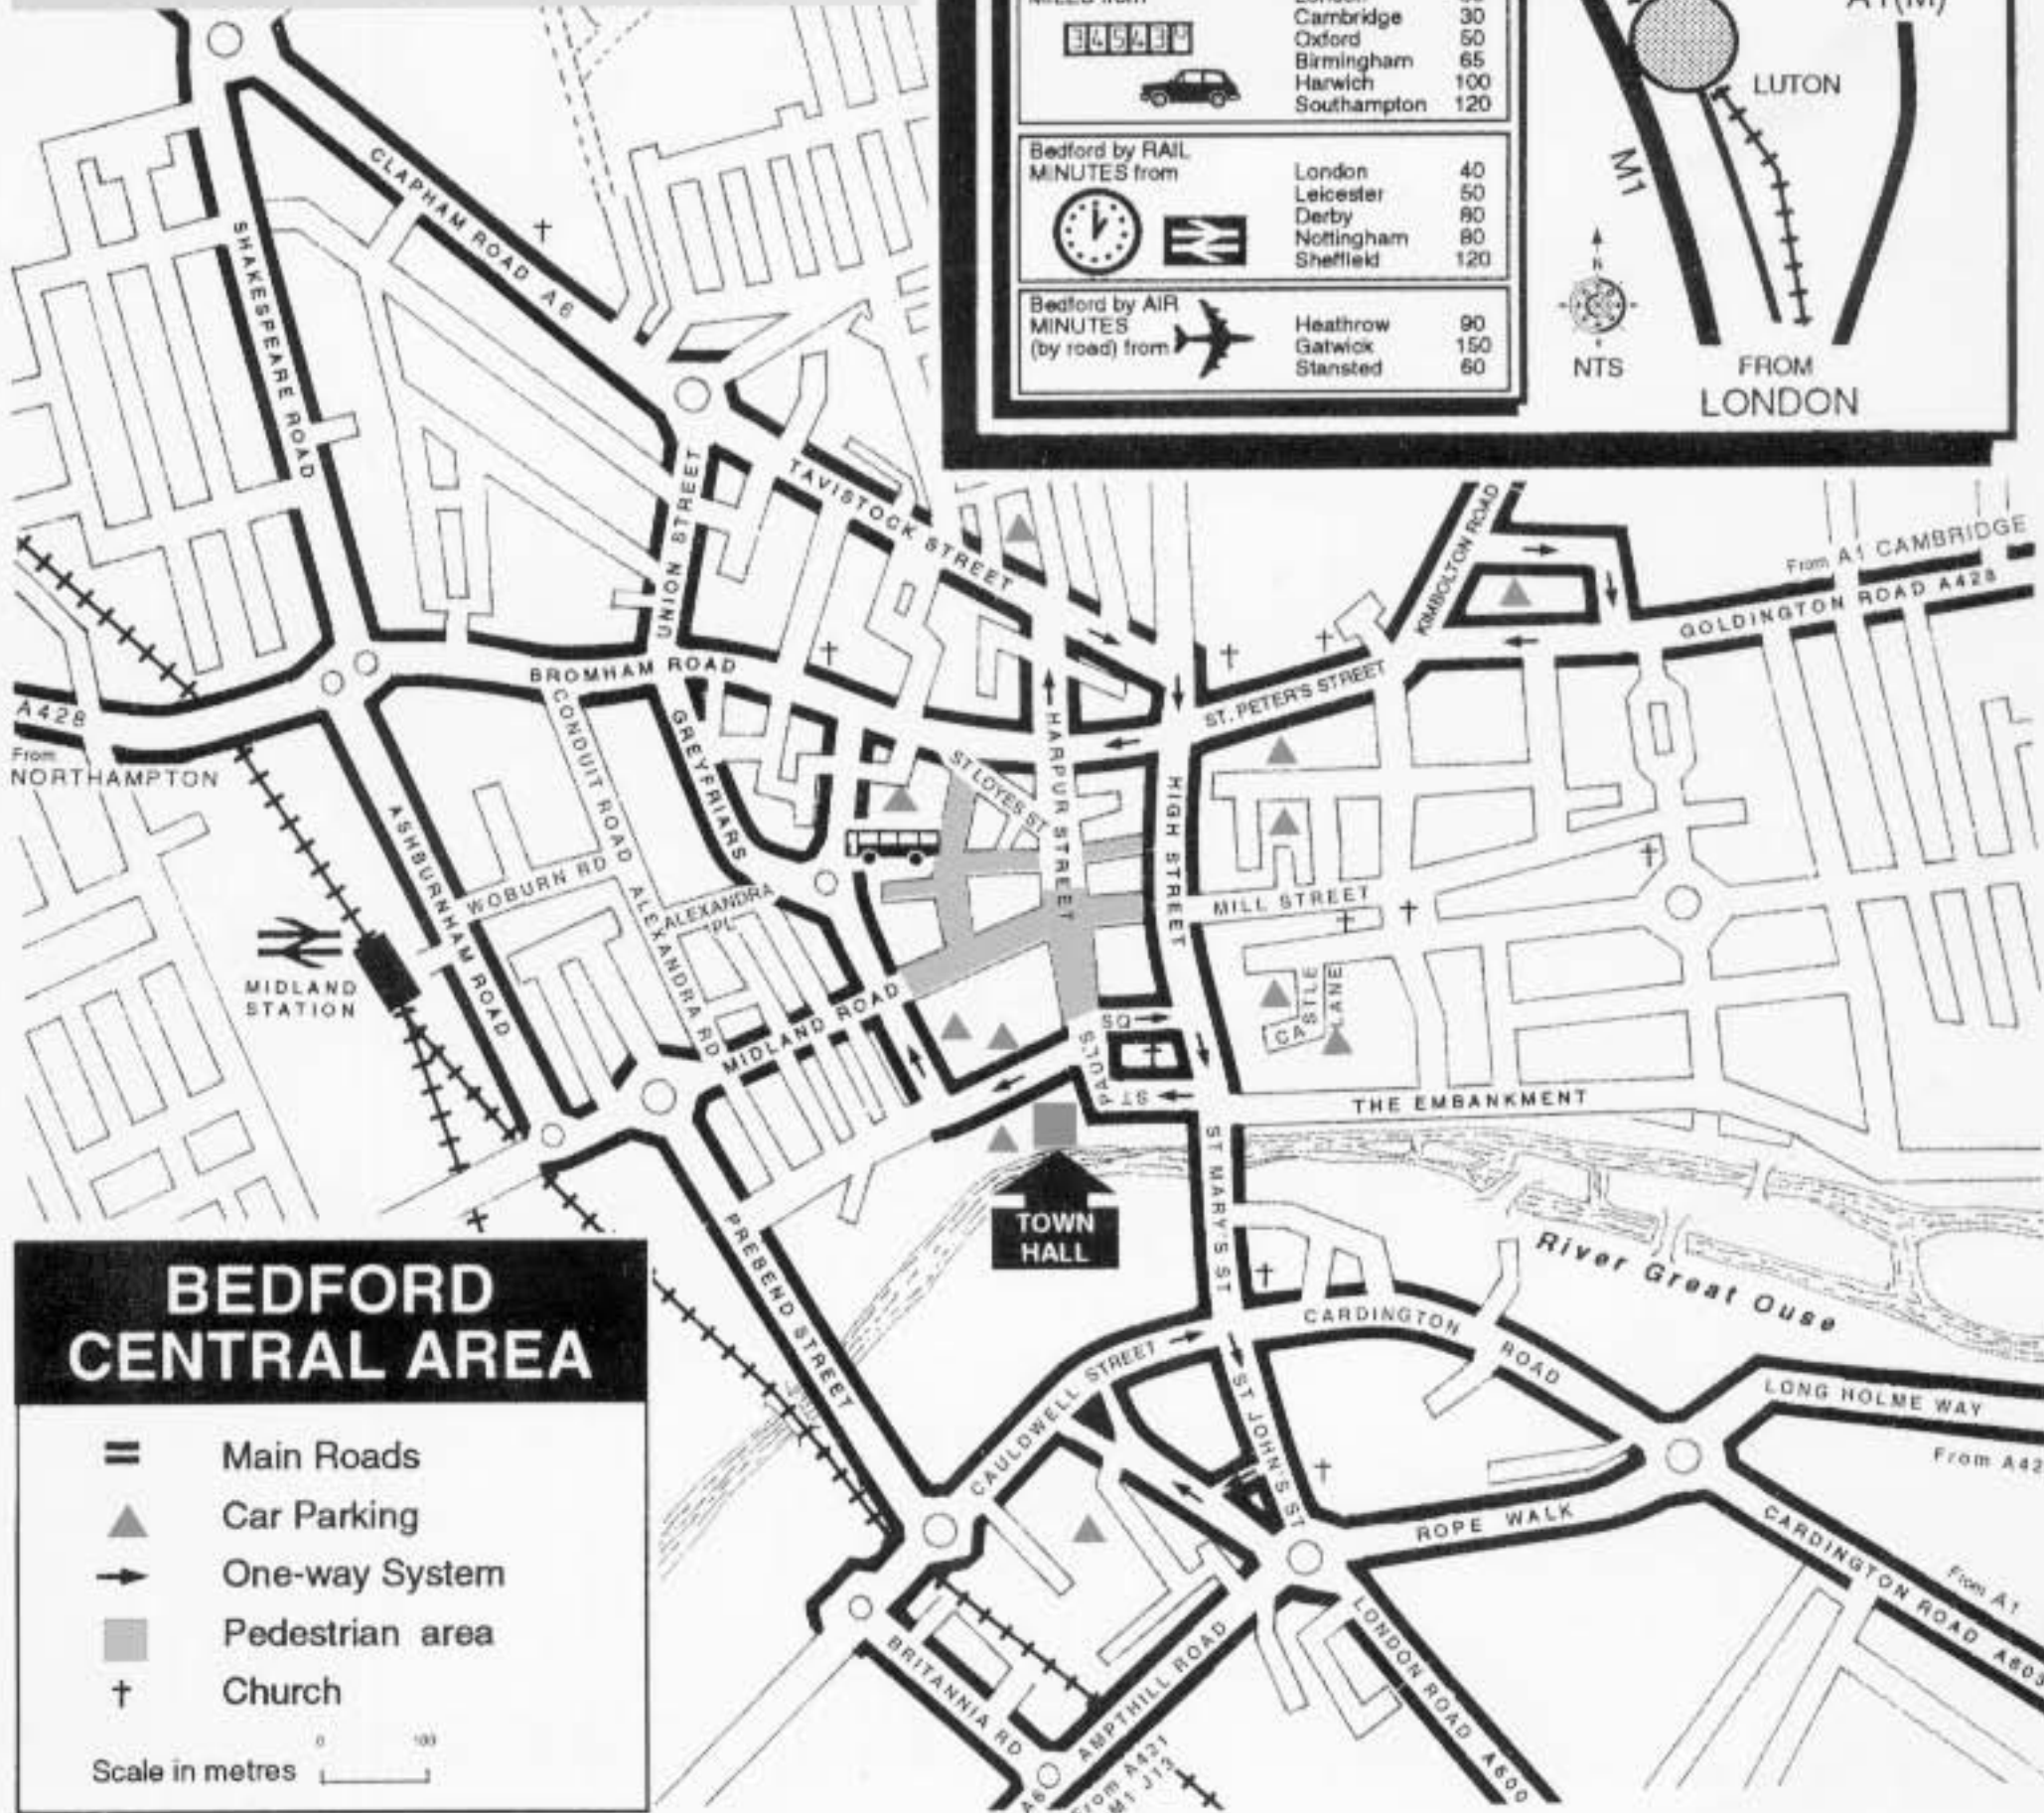 Cambridge 30
Oxford 50
Birmingham 65
Harwich 100
Southampton 120
LUTON
M1
Bedford by RAIL
MINUTES from
London 40
Leicester 50
Derby 80
Nottingham 80
Sheffield 120
Bedford by AIR
MINUTES
(by road) from
Heathrow 90
Gatwick 150
Stansted 60
N
NTS
FROM
LONDON
CLAPHAM ROAD A6
SHAKESPEARE ROAD
UNION STREET
TAVISTOCK STREET
KIMBOLTON ROAD
From A1 CAMBRIDGE
GOLDINGTON ROAD A428
BROMHAM ROAD
ST. PETER'S STREET
A428
From
NORTHAMPTON
CONDUIT ROAD
GREYFRIARS
ST LOYES ST
HARPUR STREET
HIGH STREET
ASHBURNHAM ROAD
WOBURN RD
ALEXANDRA
PL
ALEXANDRA RD
MILL STREET
MIDLAND
STATION
MIDLAND ROAD
CASTLE
LANE
ST
PAUL'S
SQ
THE EMBANKMENT
TOWN
HALL
ST MARY'S ST
River Great Ouse
PREBEND STREET
CARDINGTON
ROAD
CAULDWELL STREET
ST JOHN'S ST
LONG HOLME WAY
From A42
ROPE WALK
CARDINGTON ROAD A603
From A1
BRITANNIA RD
AMPTHILL ROAD
LONDON ROAD A600
A6
From A421
M1 J13
BEDFORD
CENTRAL AREA
Main Roads
Car Parking
One-way System
Pedestrian area
Church
0 100
Scale in metres